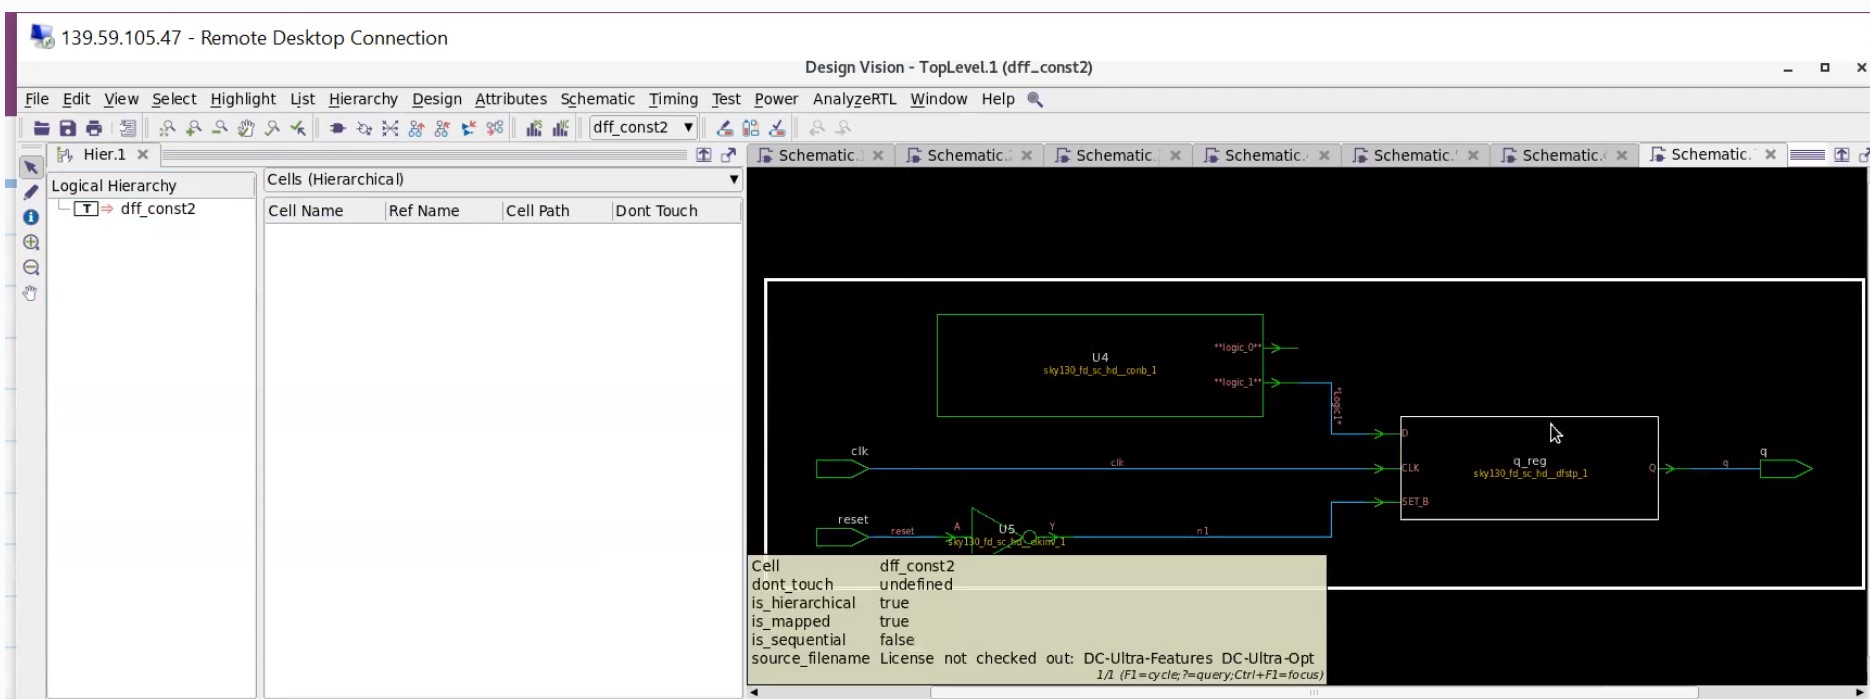 139.59.105.47 - Remote Desktop Connection
Design Vision - TopLevel.1 (dff_const2)
File Edit View Select Highlight List Hierarchy Design Attributes Schematic Timing Test Power AnalyzeRTL Window Help
dff_const2
Hier.1
Schematic. Schematic. Schematic. Schematic. Schematic. Schematic. Schematic.
Logical Hierarchy
T dff_const2
Cells (Hierarchical)
Cell Name Ref Name Cell Path Dont Touch
**logic_0**
U4
sky130_fd_sc_hd__conb_1
**logic_1**
*Logic1*
D
clk
clk
CLK
q_reg
sky130_fd_sc_hd__dfstp_1
Q
q
q
SET_B
reset
reset
A
U5
Y
sky130_fd_sc_hd__clkinv_1
n1
Cell dff_const2
dont_touch undefined
is_hierarchical true
is_mapped true
is_sequential false
source_filename License not checked out: DC-Ultra-Features DC-Ultra-Opt
1/1 (F1=cycle;?=query;Ctrl+F1=focus)